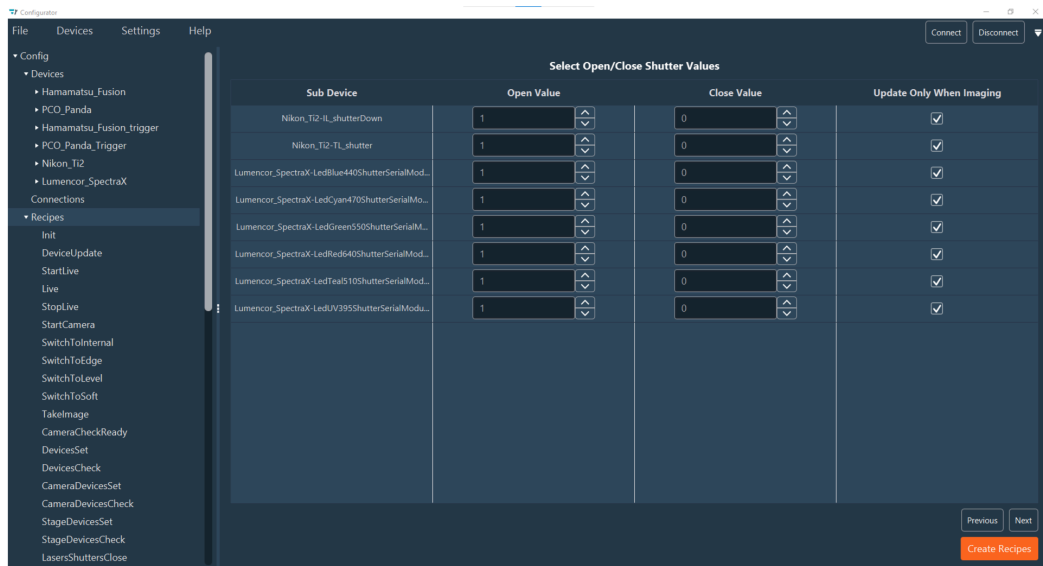 Configurator
File Devices Settings Help
Connect Disconnect
Config
Devices
Hamamatsu_Fusion
PCO_Panda
Hamamatsu_Fusion_trigger
PCO_Panda_Trigger
Nikon_Ti2
Lumencor_SpectraX
Connections
Recipes
Init
DeviceUpdate
StartLive
Live
StopLive
StartCamera
SwitchToInternal
SwitchToEdge
SwitchToLevel
SwitchToSoft
TakeImage
CameraCheckReady
DevicesSet
DevicesCheck
CameraDevicesSet
CameraDevicesCheck
StageDevicesSet
StageDevicesCheck
LasersShuttersClose
Select Open/Close Shutter Values
Sub Device Open Value Close Value Update Only When Imaging
Nikon_Ti2-IL_shutterDown 1 0
Nikon_Ti2-TL_shutter 1 0
Lumencor_SpectraX-LedBlue440ShutterSerialMod... 1 0
Lumencor_SpectraX-LedCyan470ShutterSerialMo... 1 0
Lumencor_SpectraX-LedGreen550ShutterSerialM... 1 0
Lumencor_SpectraX-LedRed640ShutterSerialMod... 1 0
Lumencor_SpectraX-LedTeal510ShutterSerialMod... 1 0
Lumencor_SpectraX-LedUV395ShutterSerialModu... 1 0
Previous Next
Create Recipes